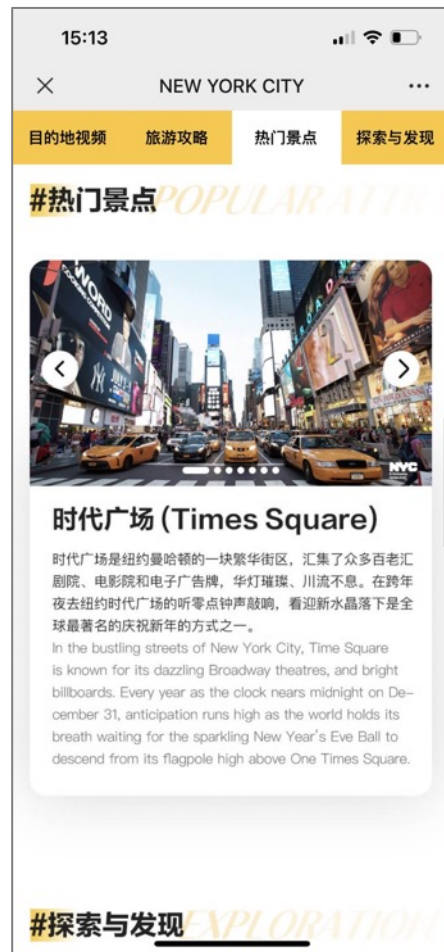 15:13
NEW YORK CITY
目的地视频 旅游攻略 热门景点 探索与发现
#热门景点 POPULAR ATTR
NYC
时代广场 (Times Square)
时代广场是纽约曼哈顿的一块繁华街区，汇集了众多百老汇
剧院、电影院和电子广告牌，华灯璀璨、川流不息。在跨年
夜去纽约时代广场的听零点钟声敲响，看迎新水晶落下是全
球最著名的庆祝新年的方式之一。
In the bustling streets of New York City, Time Square
is known for its dazzling Broadway theatres, and bright
billboards. Every year as the clock nears midnight on De-
cember 31, anticipation runs high as the world holds its
breath waiting for the sparkling New Year's Eve Ball to
descend from its flagpole high above One Times Square.
#探索与发现 EXPLORATION